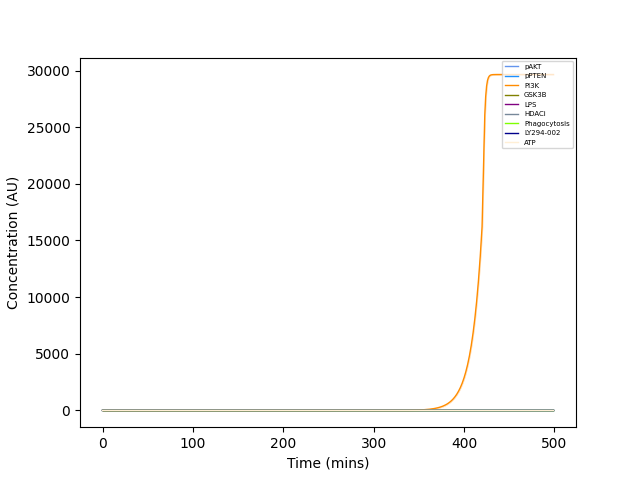 30000
25000
20000
15000
10000
5000
0
Concentration (AU)
0 100 200 300 400 500
Time (mins)
pAKT
pPTEN
PI3K
GSK3B
LPS
HDACi
Phagocytosis
LY294-002
ATP